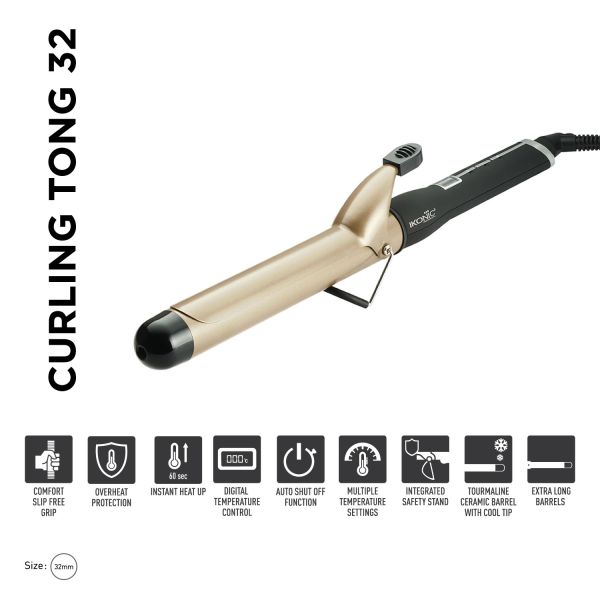 CURLING TONG 32
IKONIC
COMFORT
SLIP FREE
GRIP
OVERHEAT
PROTECTION
60 sec
INSTANT HEAT UP
000°C
DIGITAL
TEMPERATURE
CONTROL
AUTO SHUT OFF
FUNCTION
MULTIPLE
TEMPERATURE
SETTINGS
INTEGRATED
SAFETY STAND
TOURMALINE
CERAMIC BARREL
WITH COOL TIP
EXTRA LONG
BARRELS
Size: 32mm